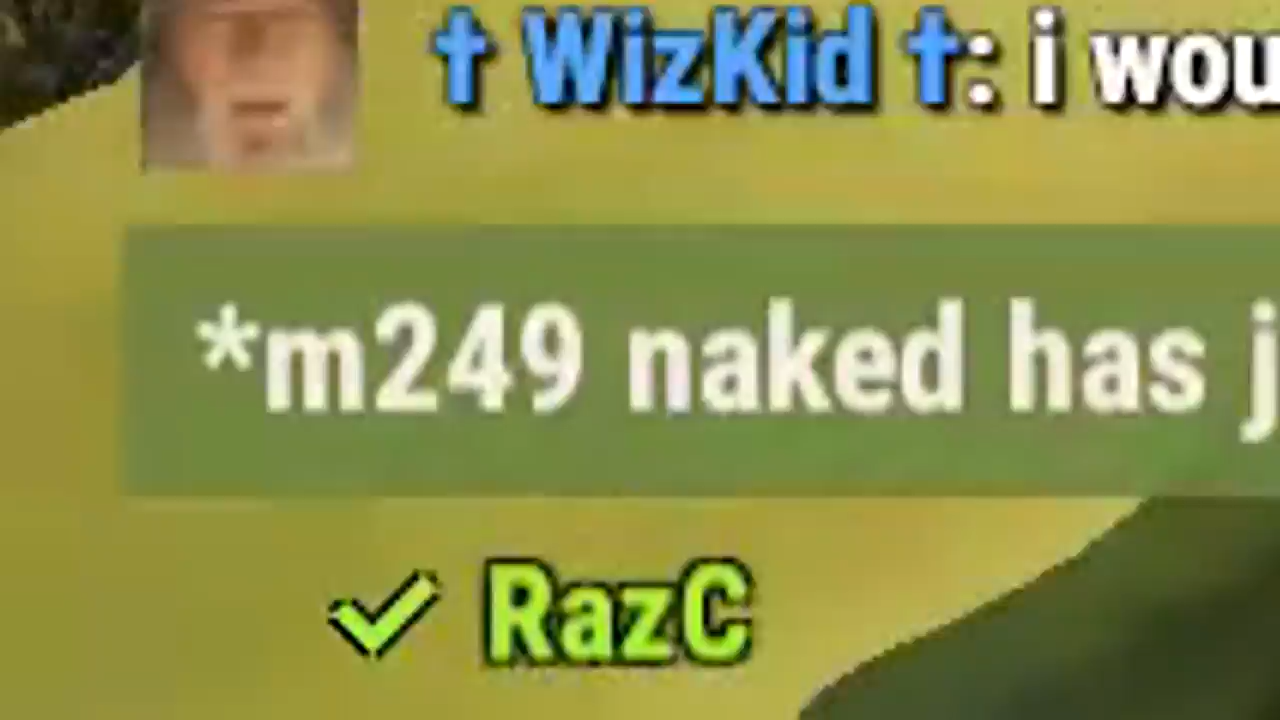 † WizKid †: i wou
*m249 naked has j
RazC